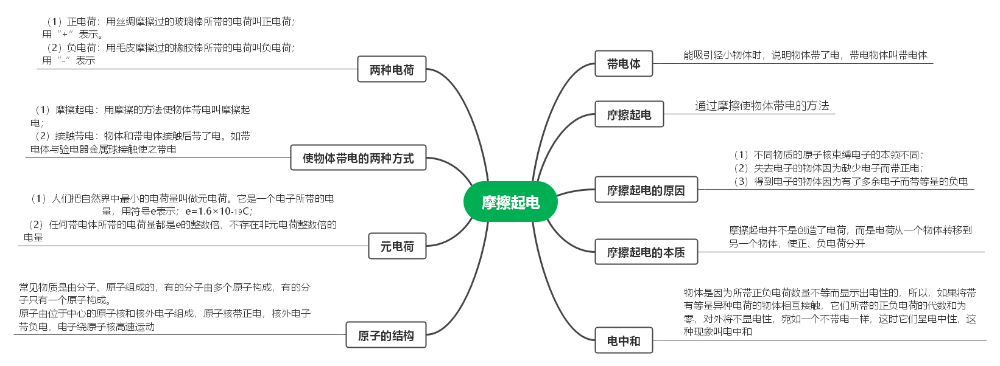 摩擦起电
两种电荷
（1）正电荷：用丝绸摩擦过的玻璃棒所带的电荷叫正电荷；
用“+”表示。
（2）负电荷：用毛皮摩擦过的橡胶棒所带的电荷叫负电荷；
用“-”表示
使物体带电的两种方式
（1）摩擦起电：用摩擦的方法使物体带电叫摩擦起
电；
（2）接触带电：物体和带电体接触后带了电。如带
电体与验电器金属球接触使之带电
元电荷
（1）人们把自然界中最小的电荷量叫做元电荷。它是一个电子所带的电
量，用符号e表示；e=1.6×10-19C；
（2）任何带电体所带的电荷量都是e的整数倍，不存在非元电荷整数倍的
电量
原子的结构
常见物质是由分子、原子组成的，有的分子由多个原子构成，有的分
子只有一个原子构成。
原子由位于中心的原子核和核外电子组成，原子核带正电，核外电子
带负电，电子绕原子核高速运动
带电体
能吸引轻小物体时，说明物体带了电，带电物体叫带电体
摩擦起电
通过摩擦使物体带电的方法
摩擦起电的原因
（1）不同物质的原子核束缚电子的本领不同；
（2）失去电子的物体因为缺少电子而带正电；
（3）得到电子的物体因为有了多余电子而带等量的负电
摩擦起电的本质
摩擦起电并不是创造了电荷，而是电荷从一个物体转移到
另一个物体，使正、负电荷分开
电中和
物体是因为所带正负电荷数量不等而显示出电性的，所以，如果将带
有等量异种电荷的物体相互接触，它们所带的正负电荷的代数和为
零，对外将不显电性，宛如一个不带电一样，这时它们呈电中性，这
种现象叫电中和